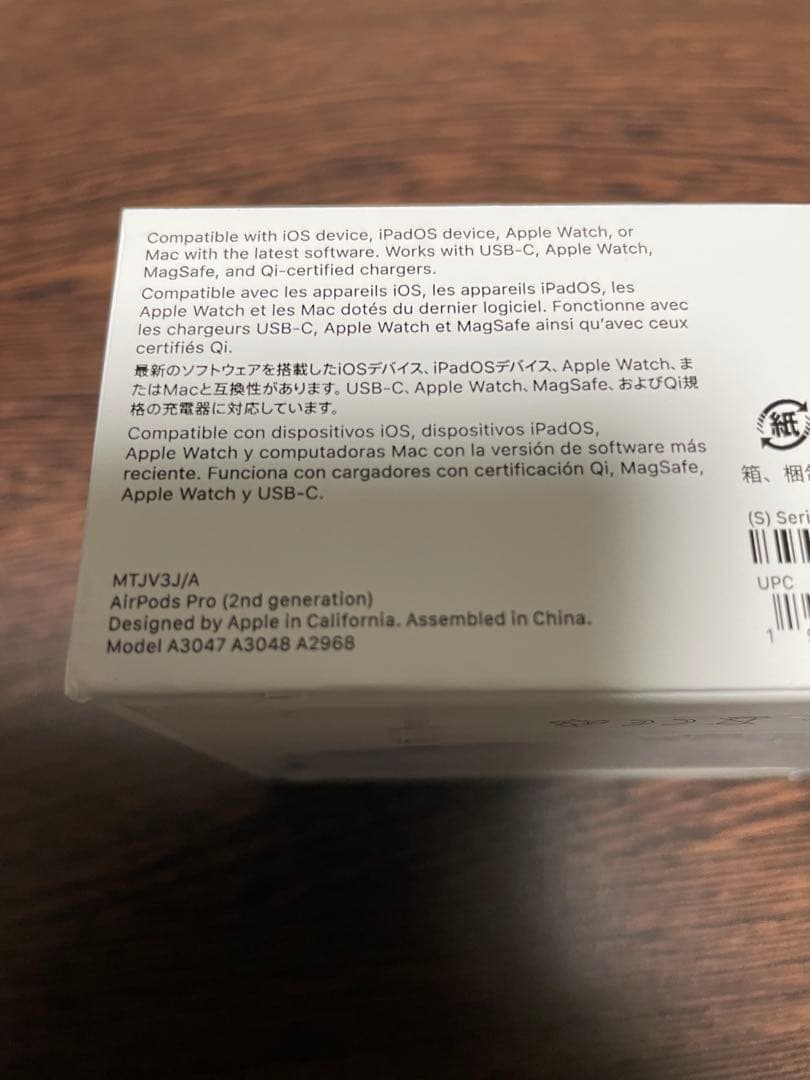 Compatible with iOS device, iPadOS device, Apple Watch, or
Mac with the latest software. Works with USB-C, Apple Watch,
MagSafe, and Qi-certified chargers.
Compatible avec les appareils iOS, les appareils iPadOS, les
Apple Watch et les Mac dotés du dernier logiciel. Fonctionne avec
les chargeurs USB-C, Apple Watch et MagSafe ainsi qu'avec ceux
certifiés Qi.
最新のソフトウェアを搭載したiOSデバイス、iPadOSデバイス、Apple Watch、ま
たはMacと互換性があります。USB-C、Apple Watch、MagSafe、およびQi規
格の充電器に対応しています。
Compatible con dispositivos iOS, dispositivos iPadOS,
Apple Watch y computadoras Mac con la versión de software más
reciente. Funciona con cargadores con certificación Qi, MagSafe,
Apple Watch y USB-C.
MTJV3J/A
AirPods Pro (2nd generation)
Designed by Apple in California. Assembled in China.
Model A3047 A3048 A2968
紙
箱、梱
(S) Seri
UPC
1